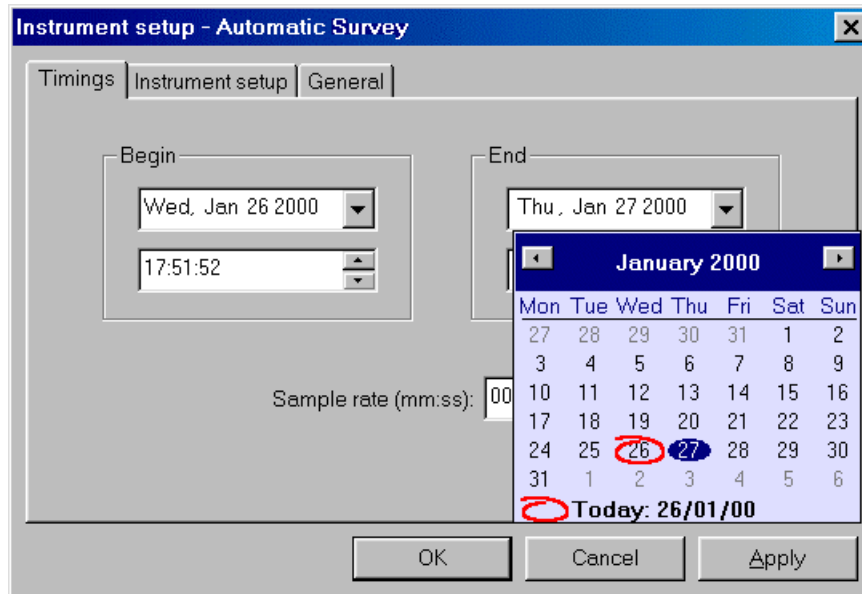 Instrument setup - Automatic Survey
Timings Instrument setup General
Begin
Wed, Jan 26 2000
17:51:52
End
Thu, Jan 27 2000
January 2000
Mon Tue Wed Thu Fri Sat Sun
27 28 29 30 31 1 2
3 4 5 6 7 8 9
10 11 12 13 14 15 16
17 18 19 20 21 22 23
24 25 26 27 28 29 30
31 1 2 3 4 5 6
Today: 26/01/00
Sample rate (mm:ss): 00
OK Cancel Apply